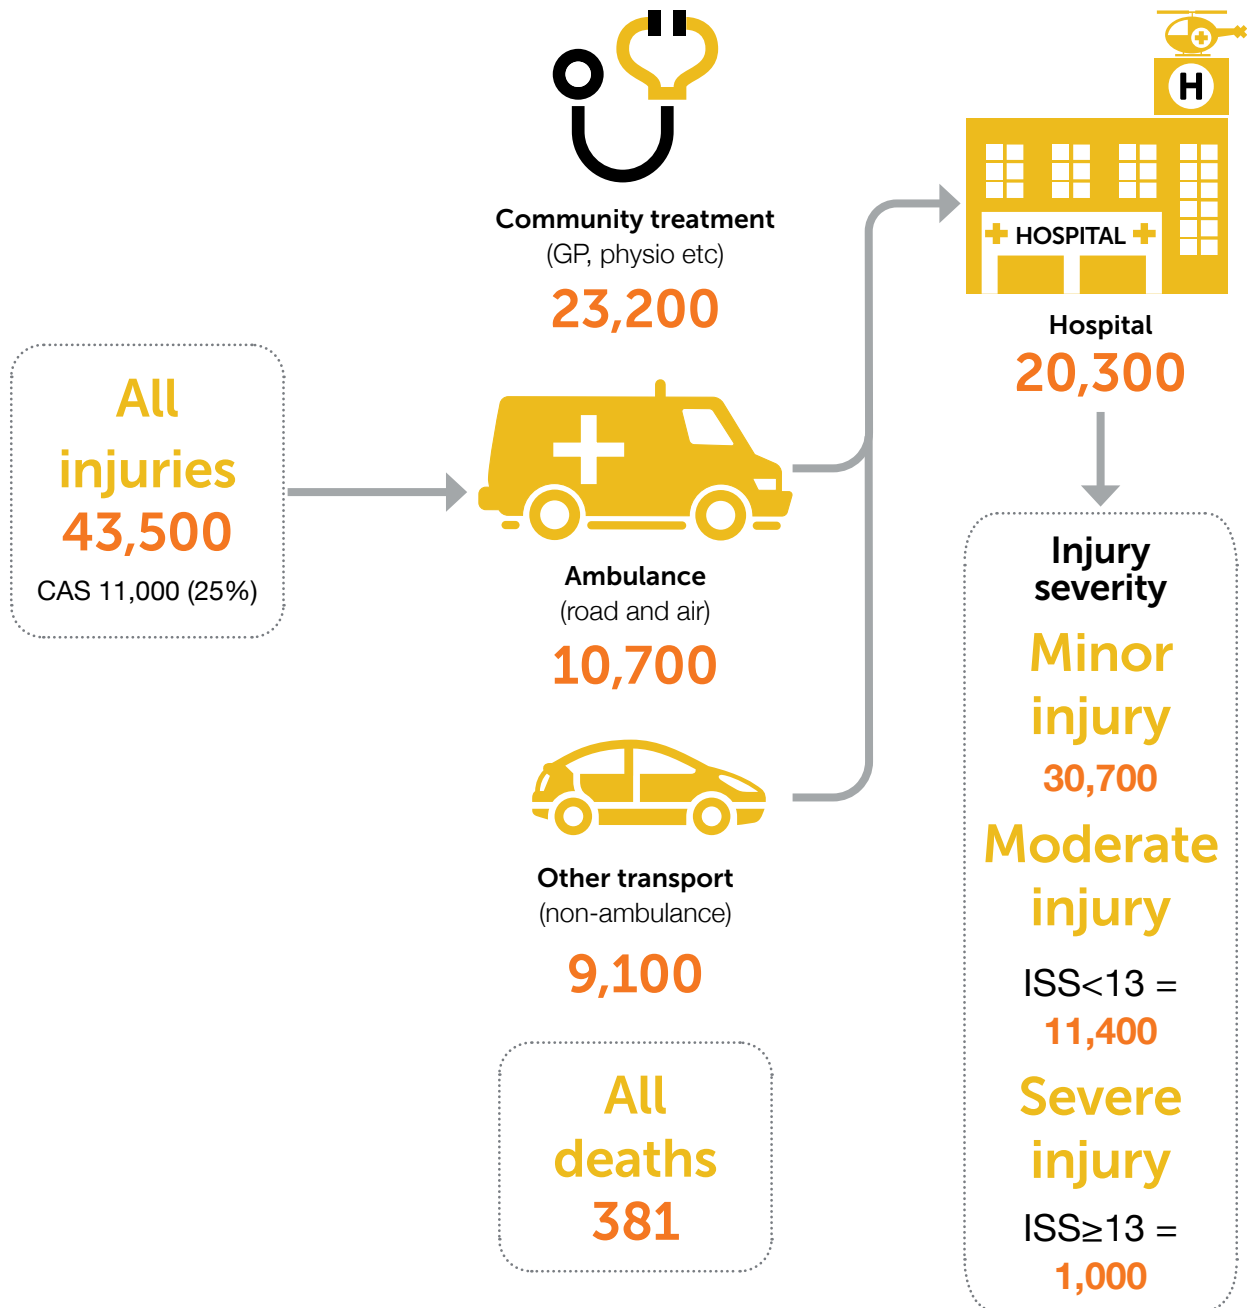 All
injuries
43,500
CAS 11,000 (25%)
Community treatment
(GP, physio etc)
23,200
Ambulance
(road and air)
10,700
Other transport
(non-ambulance)
9,100
All
deaths
381
H
HOSPITAL
Hospital
20,300
Injury
severity
Minor
injury
30,700
Moderate
injury
ISS<13 =
11,400
Severe
injury
ISS≥13 =
1,000